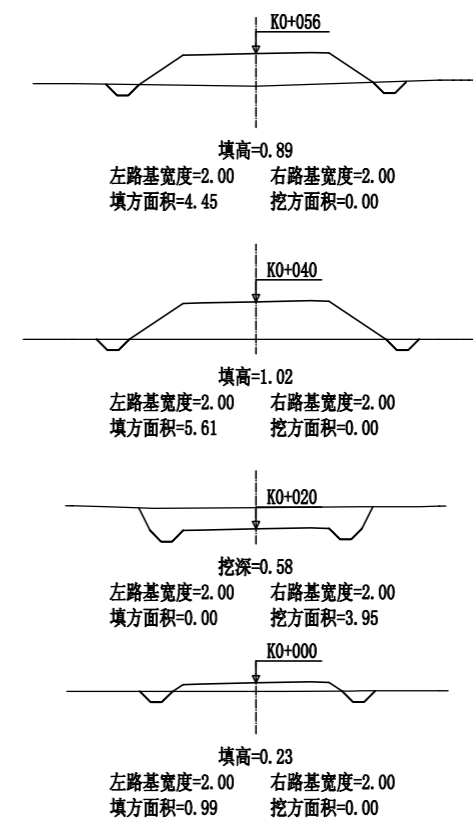 K0+056
填高=0.89
左路基宽度=2.00 右路基宽度=2.00
填方面积=4.45 挖方面积=0.00
K0+040
填高=1.02
左路基宽度=2.00 右路基宽度=2.00
填方面积=5.61 挖方面积=0.00
K0+020
挖深=0.58
左路基宽度=2.00 右路基宽度=2.00
填方面积=0.00 挖方面积=3.95
K0+000
填高=0.23
左路基宽度=2.00 右路基宽度=2.00
填方面积=0.99 挖方面积=0.00